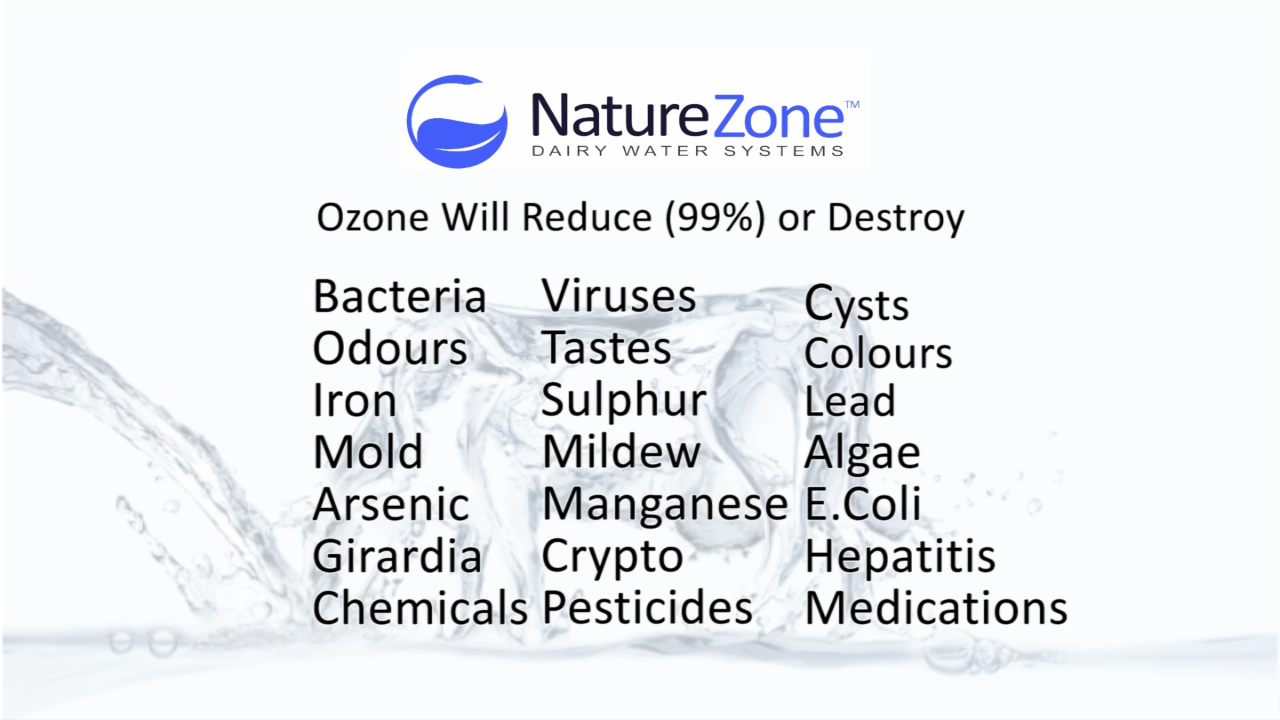 NatureZone™
DAIRY WATER SYSTEMS
Ozone Will Reduce (99%) or Destroy
Bacteria Viruses Cysts
Odours Tastes Colours
Iron Sulphur Lead
Mold Mildew Algae
Arsenic Manganese E.Coli
Girardia Crypto Hepatitis
Chemicals Pesticides Medications